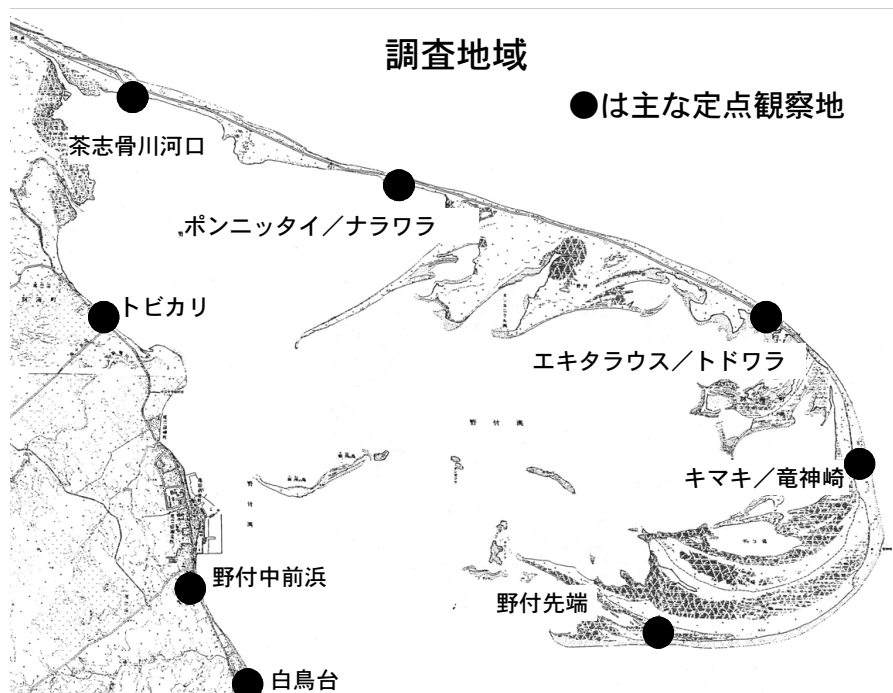 調査地域
●は主な定点観察地
茶志骨川河口
ポンニッタイ／ナラワラ
トビカリ
エキタラウス／トドワラ
野付湾
キマキ／竜神崎
野付中前浜
野付先端
白鳥台